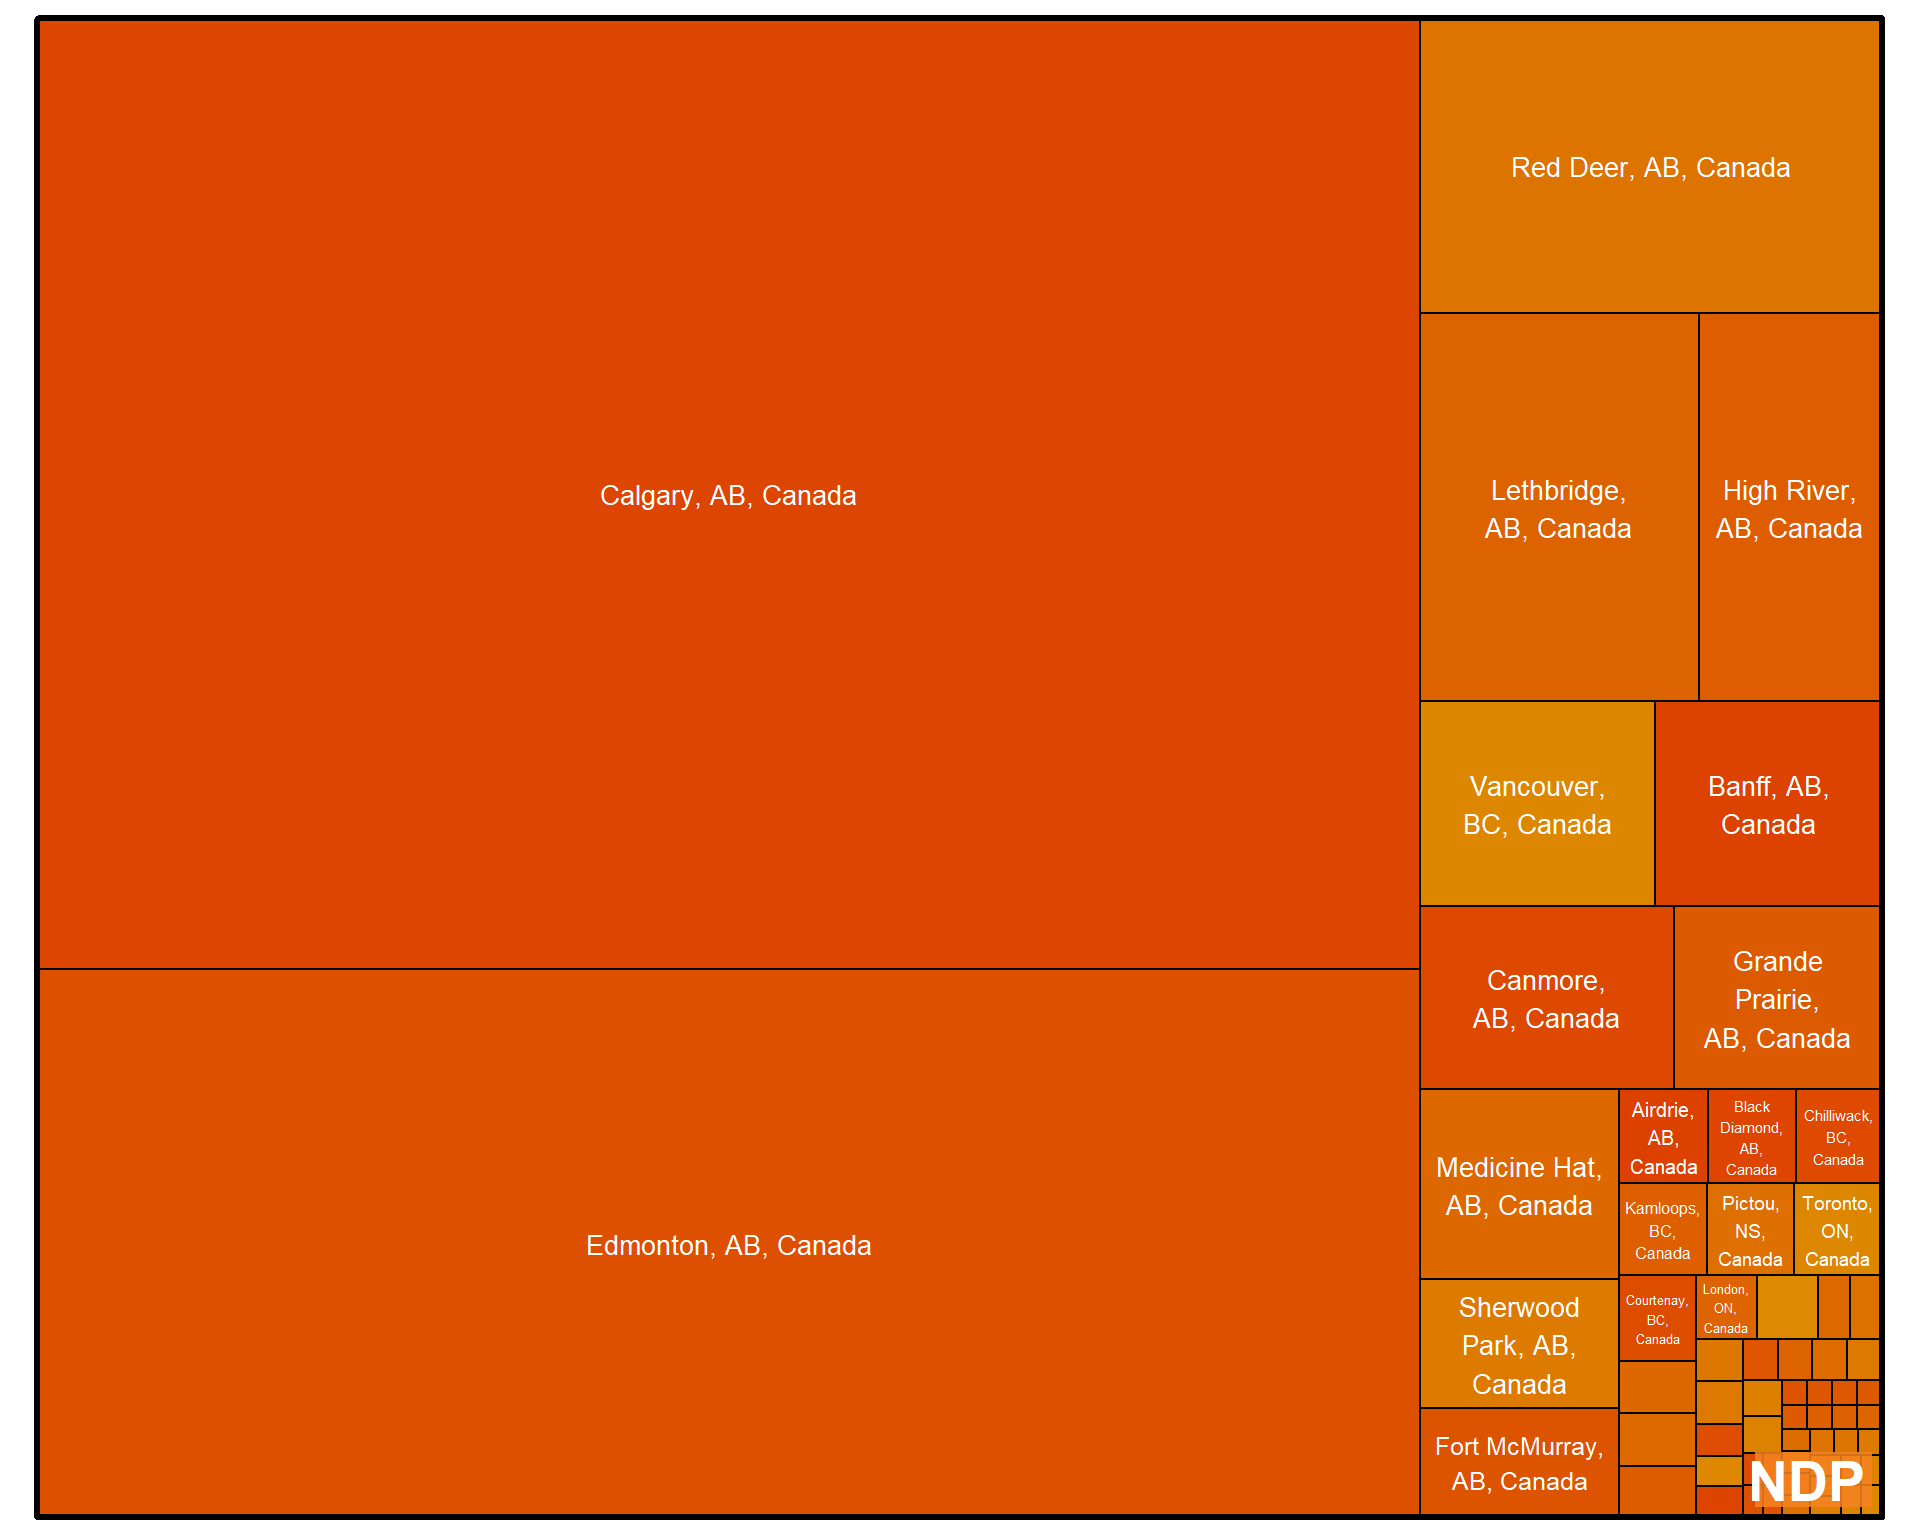 Calgary, AB, Canada
Edmonton, AB, Canada
Red Deer, AB, Canada
Lethbridge,
AB, Canada
High River,
AB, Canada
Vancouver,
BC, Canada
Banff, AB,
Canada
Canmore,
AB, Canada
Grande
Prairie,
AB, Canada
Medicine Hat,
AB, Canada
Sherwood
Park, AB,
Canada
Fort McMurray,
AB, Canada
Airdrie,
AB,
Canada
Black
Diamond,
AB,
Canada
Chilliwack,
BC,
Canada
Kamloops,
BC,
Canada
Pictou,
NS,
Canada
Toronto,
ON,
Canada
Courtenay,
BC,
Canada
London,
ON,
Canada
NDP